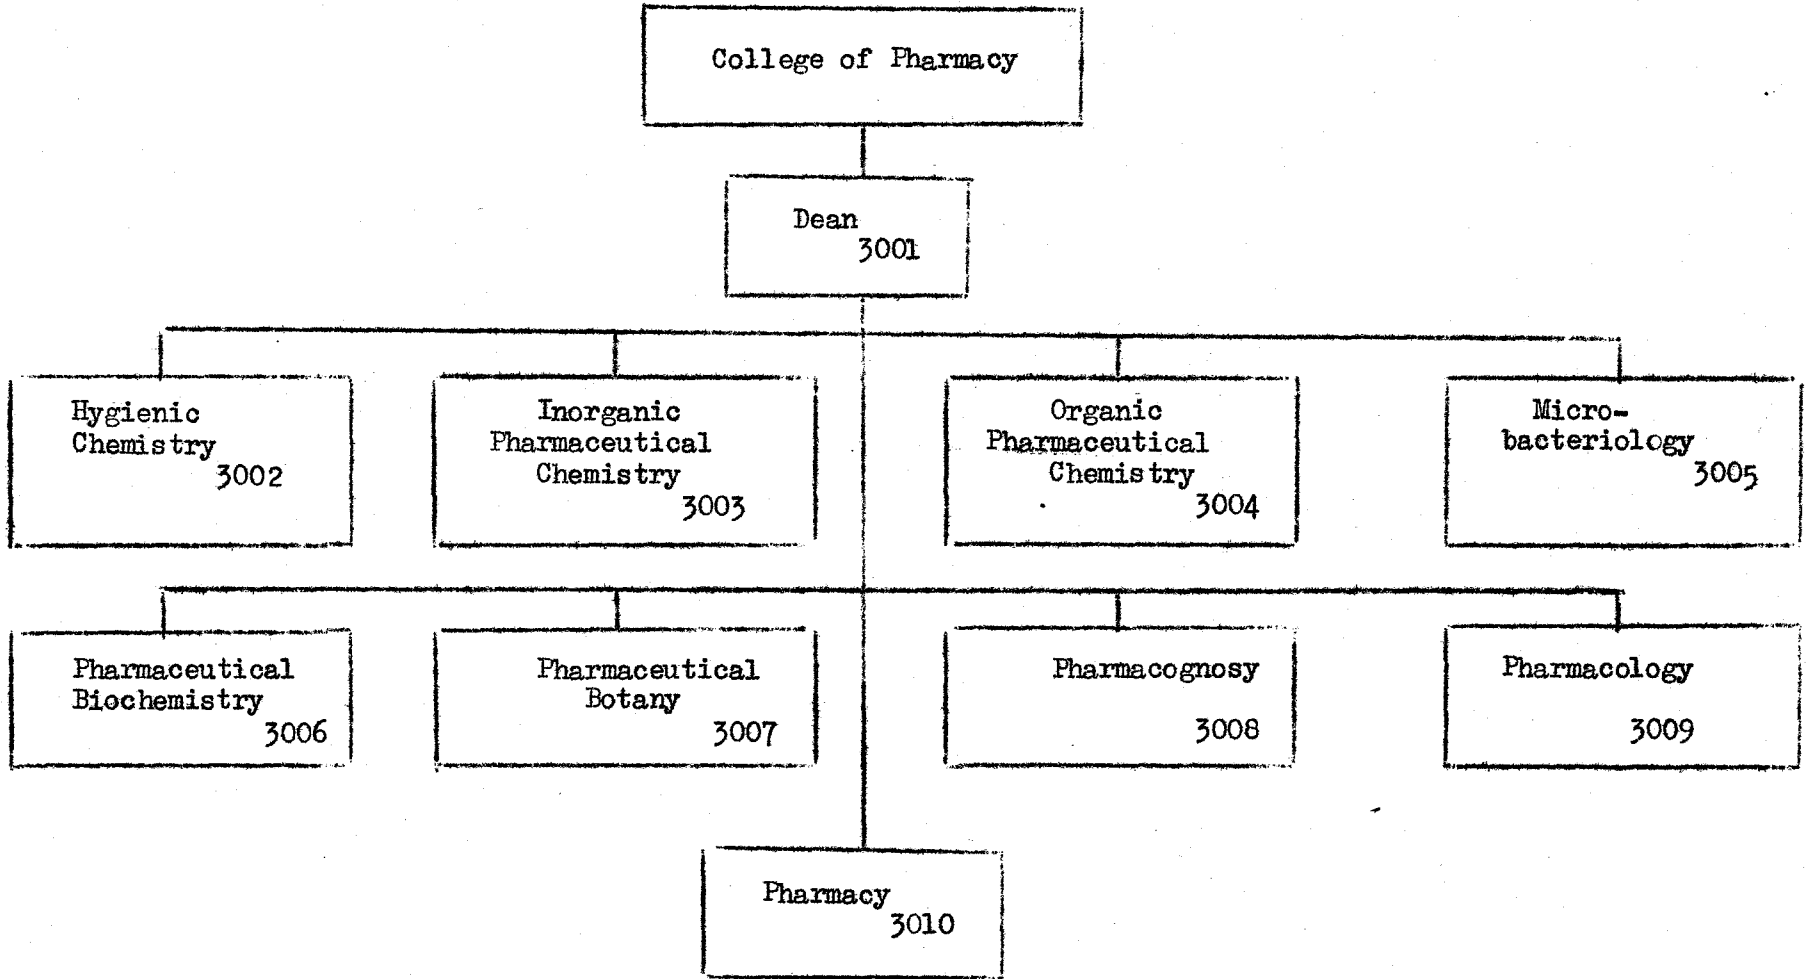 College of Pharmacy
Dean
3001
Hygienic
Chemistry
3002
Inorganic
Pharmaceutical
Chemistry
3003
Organic
Pharmaceutical
Chemistry
3004
Micro-
bacteriology
3005
Pharmaceutical
Biochemistry
3006
Pharmaceutical
Botany
3007
Pharmacognosy
3008
Pharmacology
3009
Pharmacy
3010